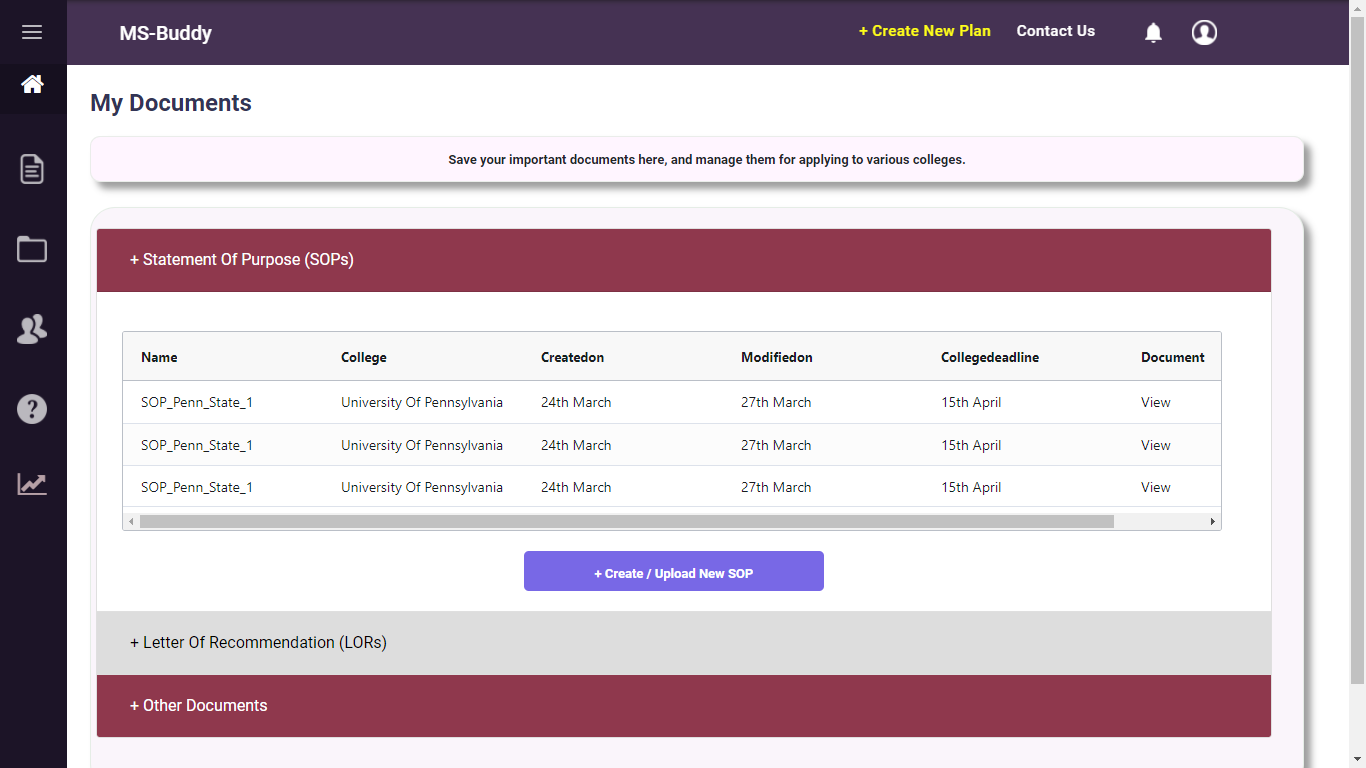 MS-Buddy
+ Create New Plan Contact Us
My Documents
Save your important documents here, and manage them for applying to various colleges.
+ Statement Of Purpose (SOPs)
Name College Createdon Modifiedon Collegedeadline Document
SOP_Penn_State_1 University Of Pennsylvania 24th March 27th March 15th April View
SOP_Penn_State_1 University Of Pennsylvania 24th March 27th March 15th April View
SOP_Penn_State_1 University Of Pennsylvania 24th March 27th March 15th April View
+ Create / Upload New SOP
+ Letter Of Recommendation (LORs)
+ Other Documents